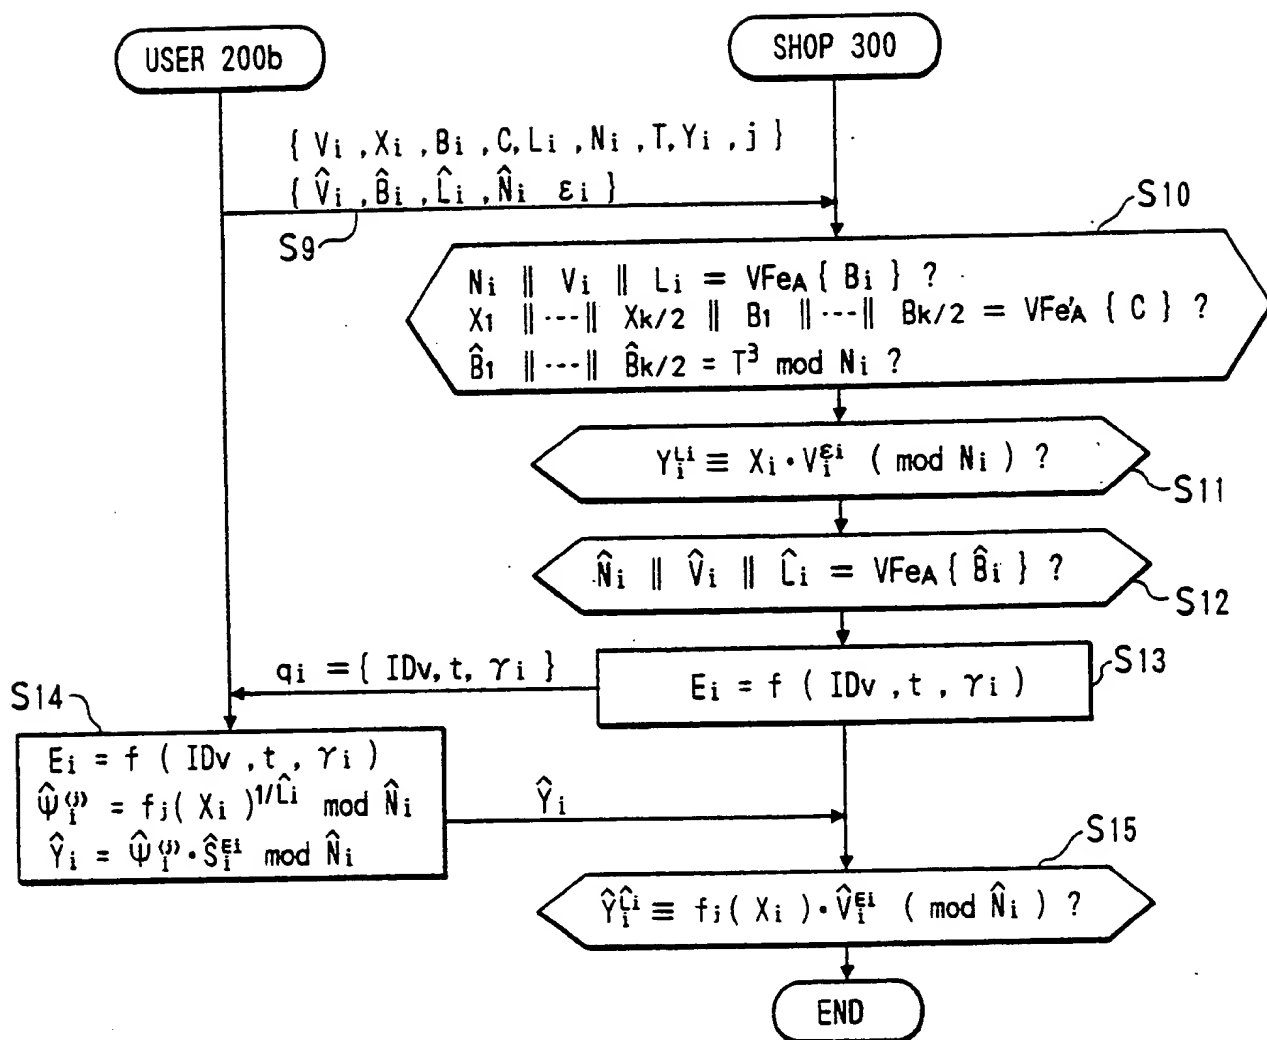 USER 200b
SHOP 300
{ Vi , Xi , Bi , C, Li , Ni , T, Yi , j }
{ V̂i , B̂i , L̂i , N̂i εi }
S9
S10
Ni ‖ Vi ‖ Li = VFeA { Bi } ?
X1 ‖ --- ‖ Xk/2 ‖ B1 ‖ --- ‖ Bk/2 = VFe'A { C } ?
B̂1 ‖ --- ‖ B̂k/2 = T³ mod Ni ?
Yi^Li ≡ Xi · Vi^εi ( mod Ni ) ?
S11
N̂i ‖ V̂i ‖ L̂i = VFeA { B̂i } ?
S12
qi = { IDv, t, γi }
Ei = f ( IDv , t , γi )
S13
S14
Ei = f ( IDv , t , γi )
Ψ̂i^(j) = fj( Xi )^1/L̂i mod N̂i
Ŷi = Ψ̂i^(j) · Ŝi^Ei mod N̂i
Ŷi
S15
Ŷi^L̂i ≡ fj( Xi ) · V̂i^Ei ( mod N̂i ) ?
END